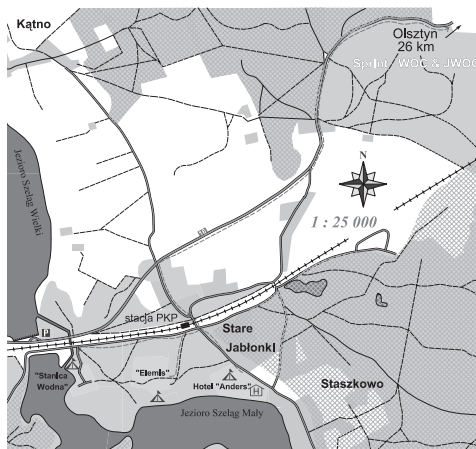 Kątno
Olsztyn
26 km
Sprint WOC & JWOC
Jezioro Szeląg Wielki
N
1 : 25 000
stacja PKP
P
Stare
Jabłonki
"Stanica
Wodna"
"Elemis"
Hotel "Anders"
H
Staszkowo
Jezioro Szeląg Mały